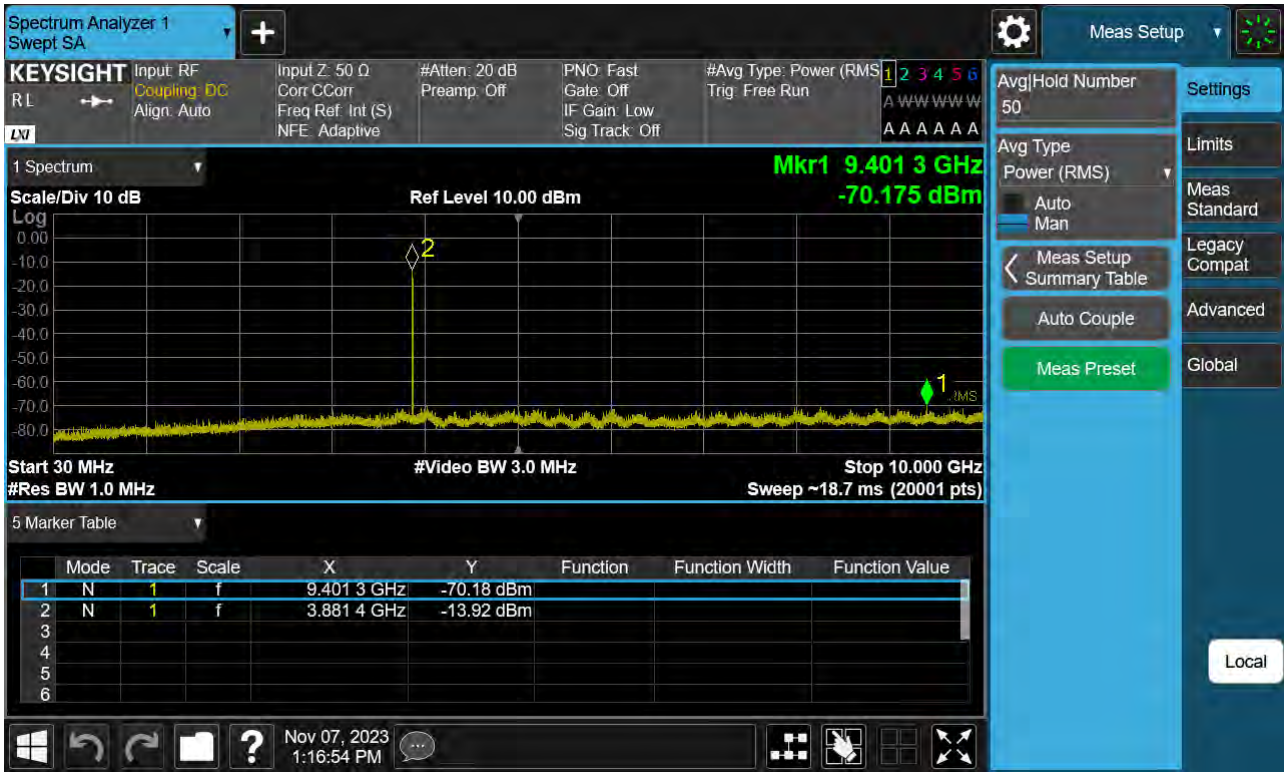 Spectrum Analyzer 1
Swept SA
+
Meas Setup
KEYSIGHT
RL
LXI
Input: RF
Coupling: DC
Align: Auto
Input Z: 50 Ω
Corr CCorr
Freq Ref: Int (S)
NFE: Adaptive
#Atten: 20 dB
Preamp: Off
PNO: Fast
Gate: Off
IF Gain: Low
Sig Track: Off
#Avg Type: Power (RMS
Trig: Free Run
1 2 3 4 5 6
A W W W W W
A A A A A A
1 Spectrum
Mkr1 9.401 3 GHz
-70.175 dBm
Scale/Div 10 dB
Ref Level 10.00 dBm
Log
0.00
-10.0
-20.0
-30.0
-40.0
-50.0
-60.0
-70.0
-80.0
2
1
RMS
Start 30 MHz
#Video BW 3.0 MHz
Stop 10.000 GHz
#Res BW 1.0 MHz
Sweep ~18.7 ms (20001 pts)
5 Marker Table
Mode Trace Scale X Y Function Function Width Function Value
1 N 1 f 9.401 3 GHz -70.18 dBm
2 N 1 f 3.881 4 GHz -13.92 dBm
3
4
5
6
Avg|Hold Number
50
Avg Type
Power (RMS)
Auto
Man
Meas Setup
Summary Table
Auto Couple
Meas Preset
Settings
Limits
Meas
Standard
Legacy
Compat
Advanced
Global
Local
?
Nov 07, 2023
1:16:54 PM